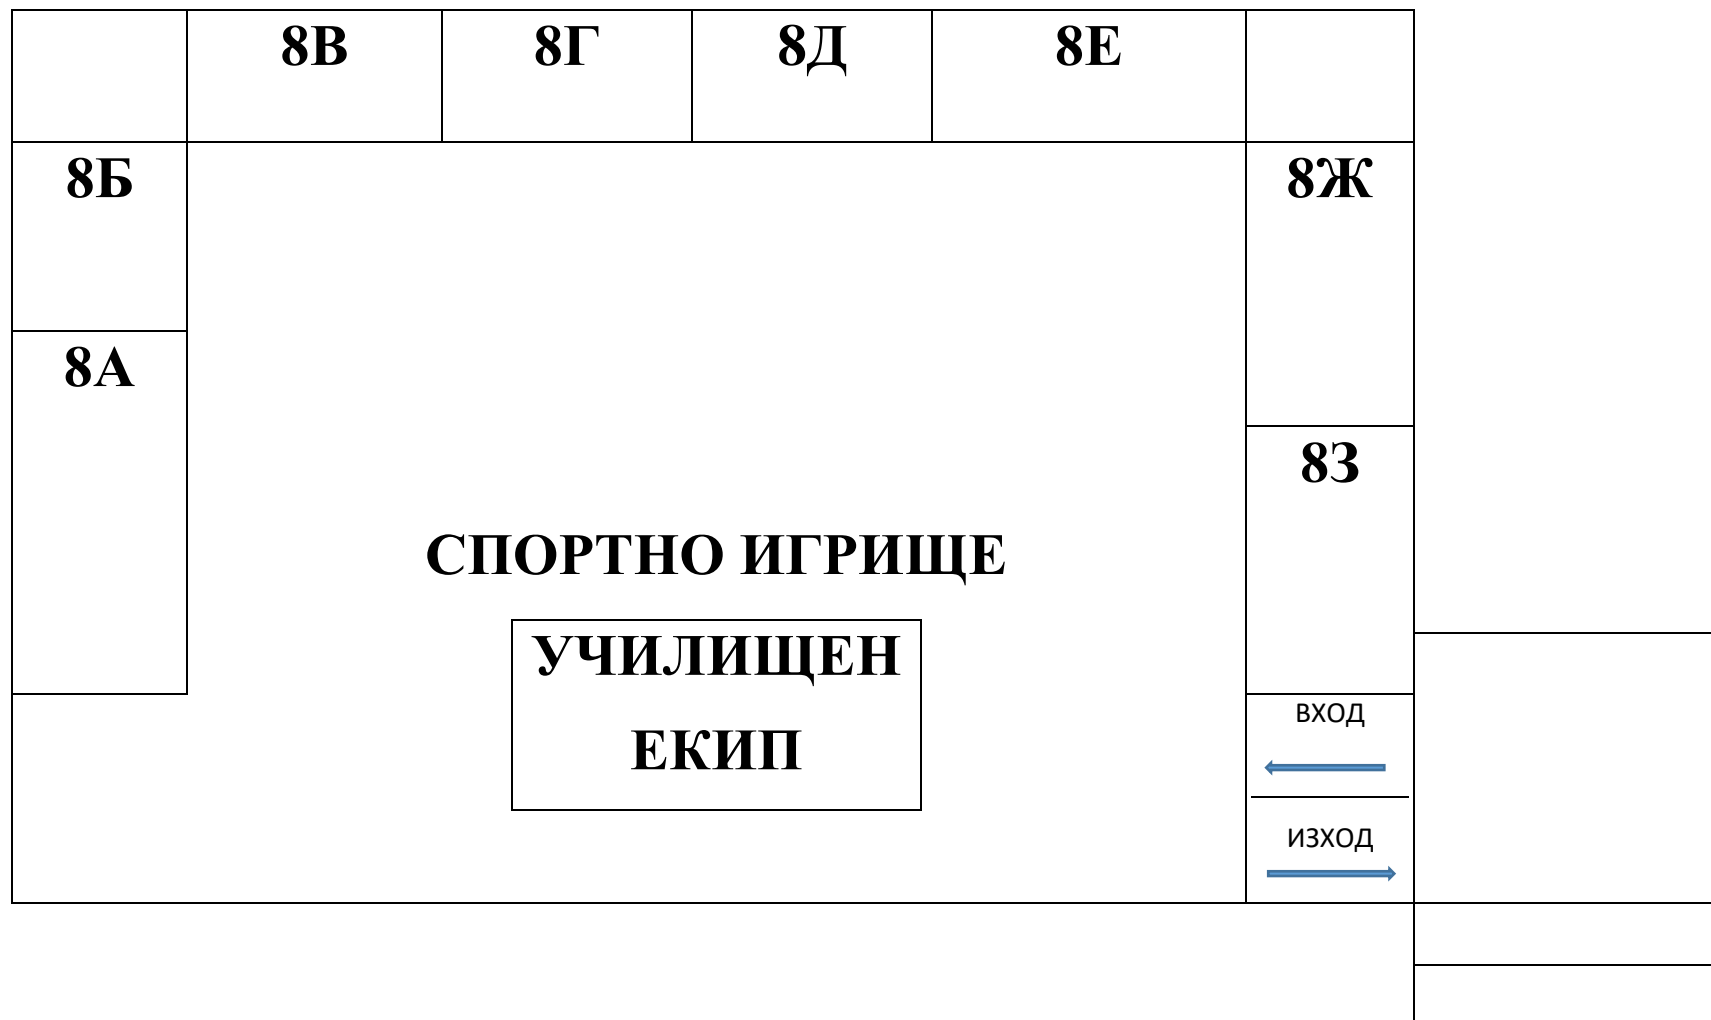 8В 8Г 8Д 8Е
8Б 8Ж
8А
8З
СПОРТНО ИГРИЩЕ
УЧИЛИЩЕН
ЕКИП
ВХОД
ИЗХОД